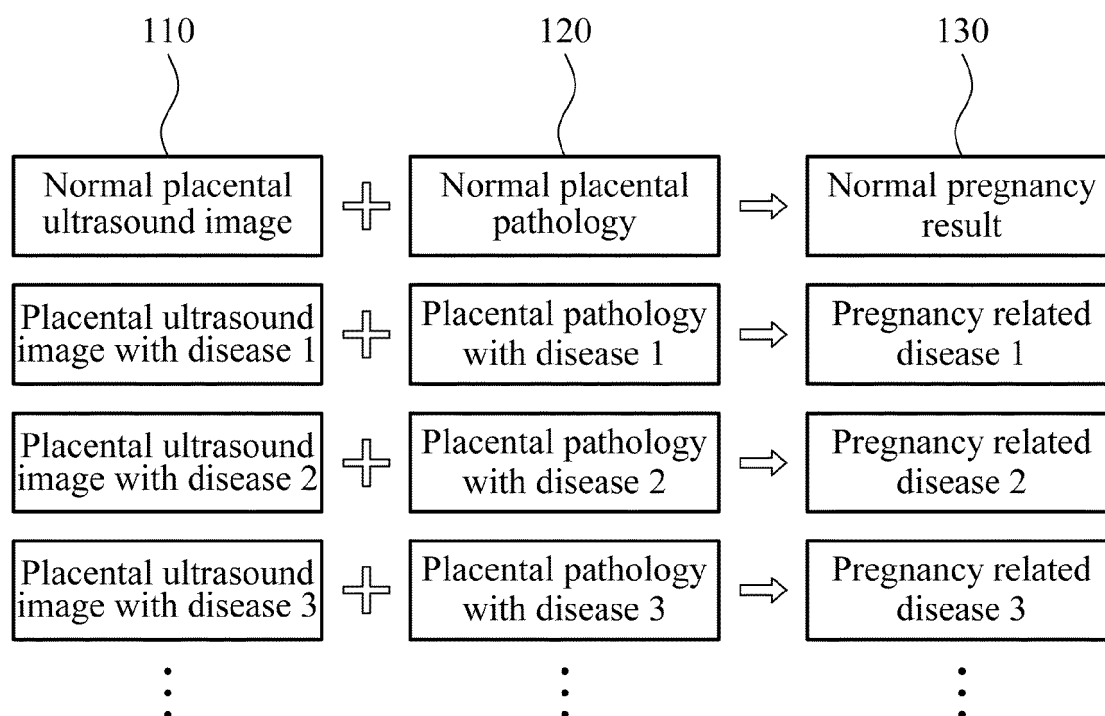 110
120
130
Normal placental
ultrasound image
Normal placental
pathology
Normal pregnancy
result
Placental ultrasound
image with disease 1
Placental pathology
with disease 1
Pregnancy related
disease 1
Placental ultrasound
image with disease 2
Placental pathology
with disease 2
Pregnancy related
disease 2
Placental ultrasound
image with disease 3
Placental pathology
with disease 3
Pregnancy related
disease 3